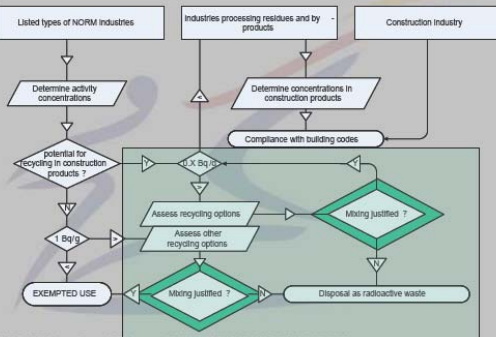 Listed types of NORM Industries
Industries processing residues and by -
products
Construction Industry
Determine activity
concentrations
Determine concentrations in
construction products
Compliance with building codes
potential for
recycling in construction
products ?
Y
0.X Bq/g
Y
>
N
Assess recycling options
Mixing justified ?
1 Bq/g
>
Assess other
recycling options
<
N
EXEMPTED USE
Y
Mixing justified ?
N
Disposal as radioactive waste